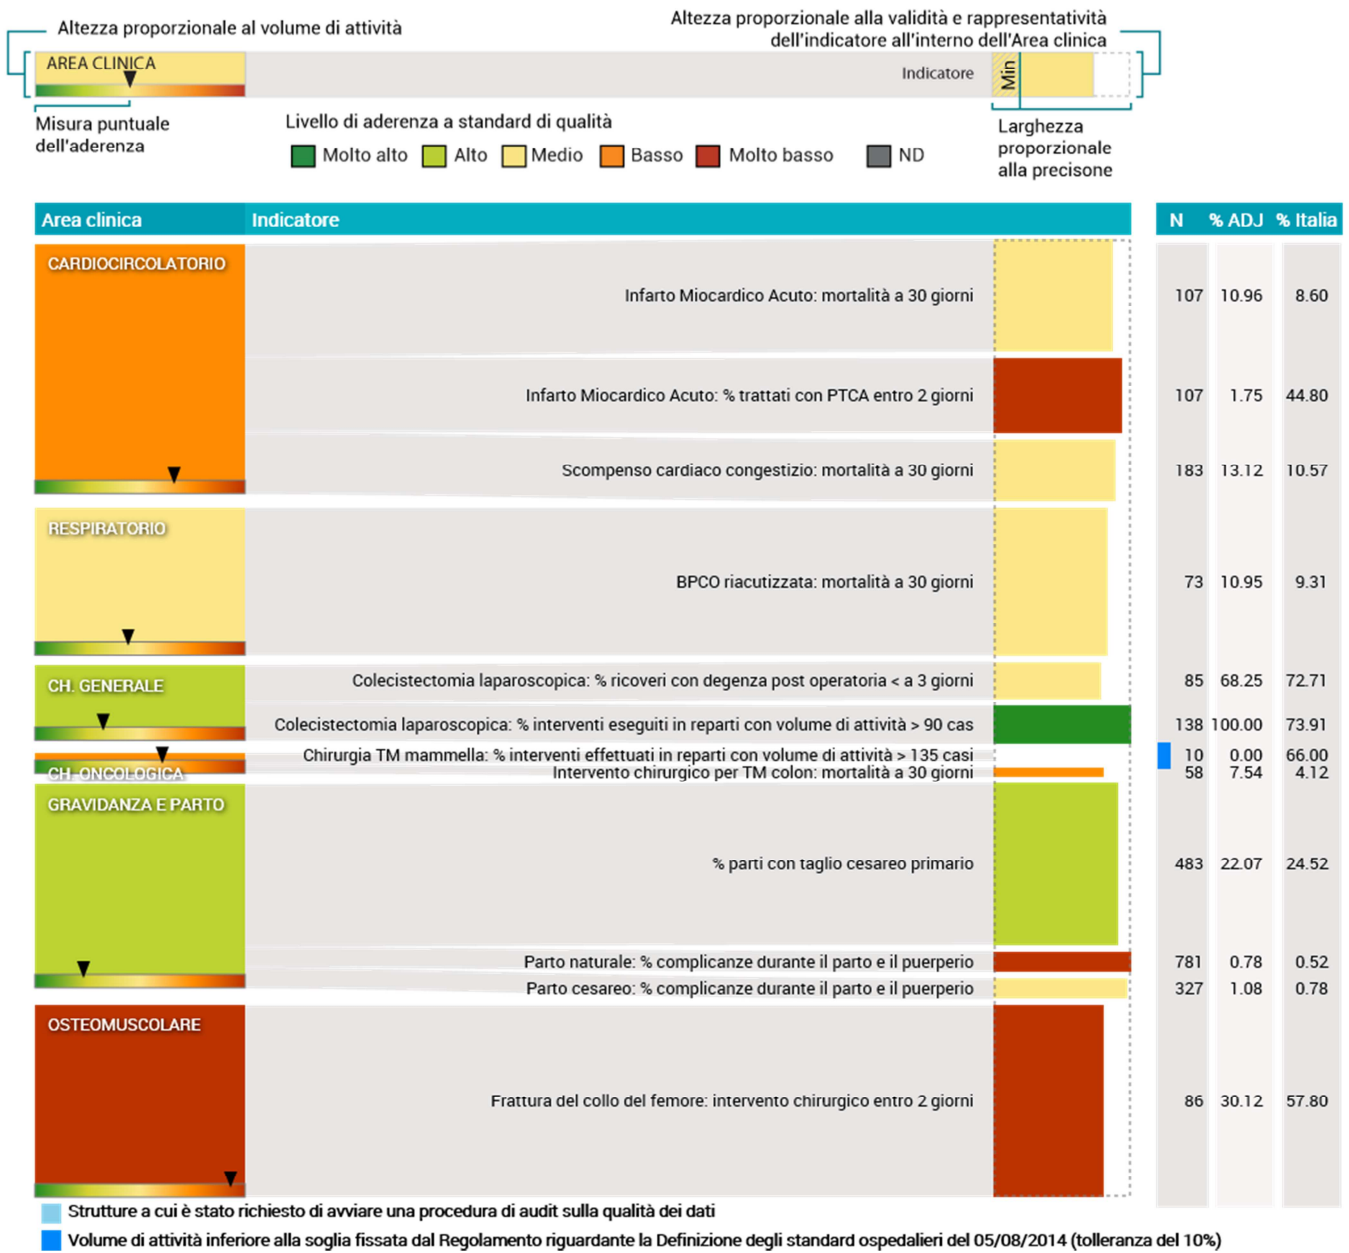 Altezza proporzionale al volume di attività
Altezza proporzionale alla validità e rappresentatività
dell'indicatore all'interno dell'Area clinica
AREA CLINICA
Indicatore
Min
Misura puntuale
dell'aderenza
Livello di aderenza a standard di qualità
Molto alto Alto Medio Basso Molto basso ND
Larghezza
proporzionale
alla precisone
Area clinica Indicatore N % ADJ % Italia
CARDIOCIRCOLATORIO
Infarto Miocardico Acuto: mortalità a 30 giorni 107 10.96 8.60
Infarto Miocardico Acuto: % trattati con PTCA entro 2 giorni 107 1.75 44.80
Scompenso cardiaco congestizio: mortalità a 30 giorni 183 13.12 10.57
RESPIRATORIO
BPCO riacutizzata: mortalità a 30 giorni 73 10.95 9.31
CH. GENERALE
Colecistectomia laparoscopica: % ricoveri con degenza post operatoria < a 3 giorni 85 68.25 72.71
Colecistectomia laparoscopica: % interventi eseguiti in reparti con volume di attività > 90 cas 138 100.00 73.91
Chirurgia TM mammella: % interventi effettuati in reparti con volume di attività > 135 casi 10 0.00 66.00
CH. ONCOLOGICA
Intervento chirurgico per TM colon: mortalità a 30 giorni 58 7.54 4.12
GRAVIDANZA E PARTO
% parti con taglio cesareo primario 483 22.07 24.52
Parto naturale: % complicanze durante il parto e il puerperio 781 0.78 0.52
Parto cesareo: % complicanze durante il parto e il puerperio 327 1.08 0.78
OSTEOMUSCOLARE
Frattura del collo del femore: intervento chirurgico entro 2 giorni 86 30.12 57.80
Strutture a cui è stato richiesto di avviare una procedura di audit sulla qualità dei dati
Volume di attività inferiore alla soglia fissata dal Regolamento riguardante la Definizione degli standard ospedalieri del 05/08/2014 (tolleranza del 10%)